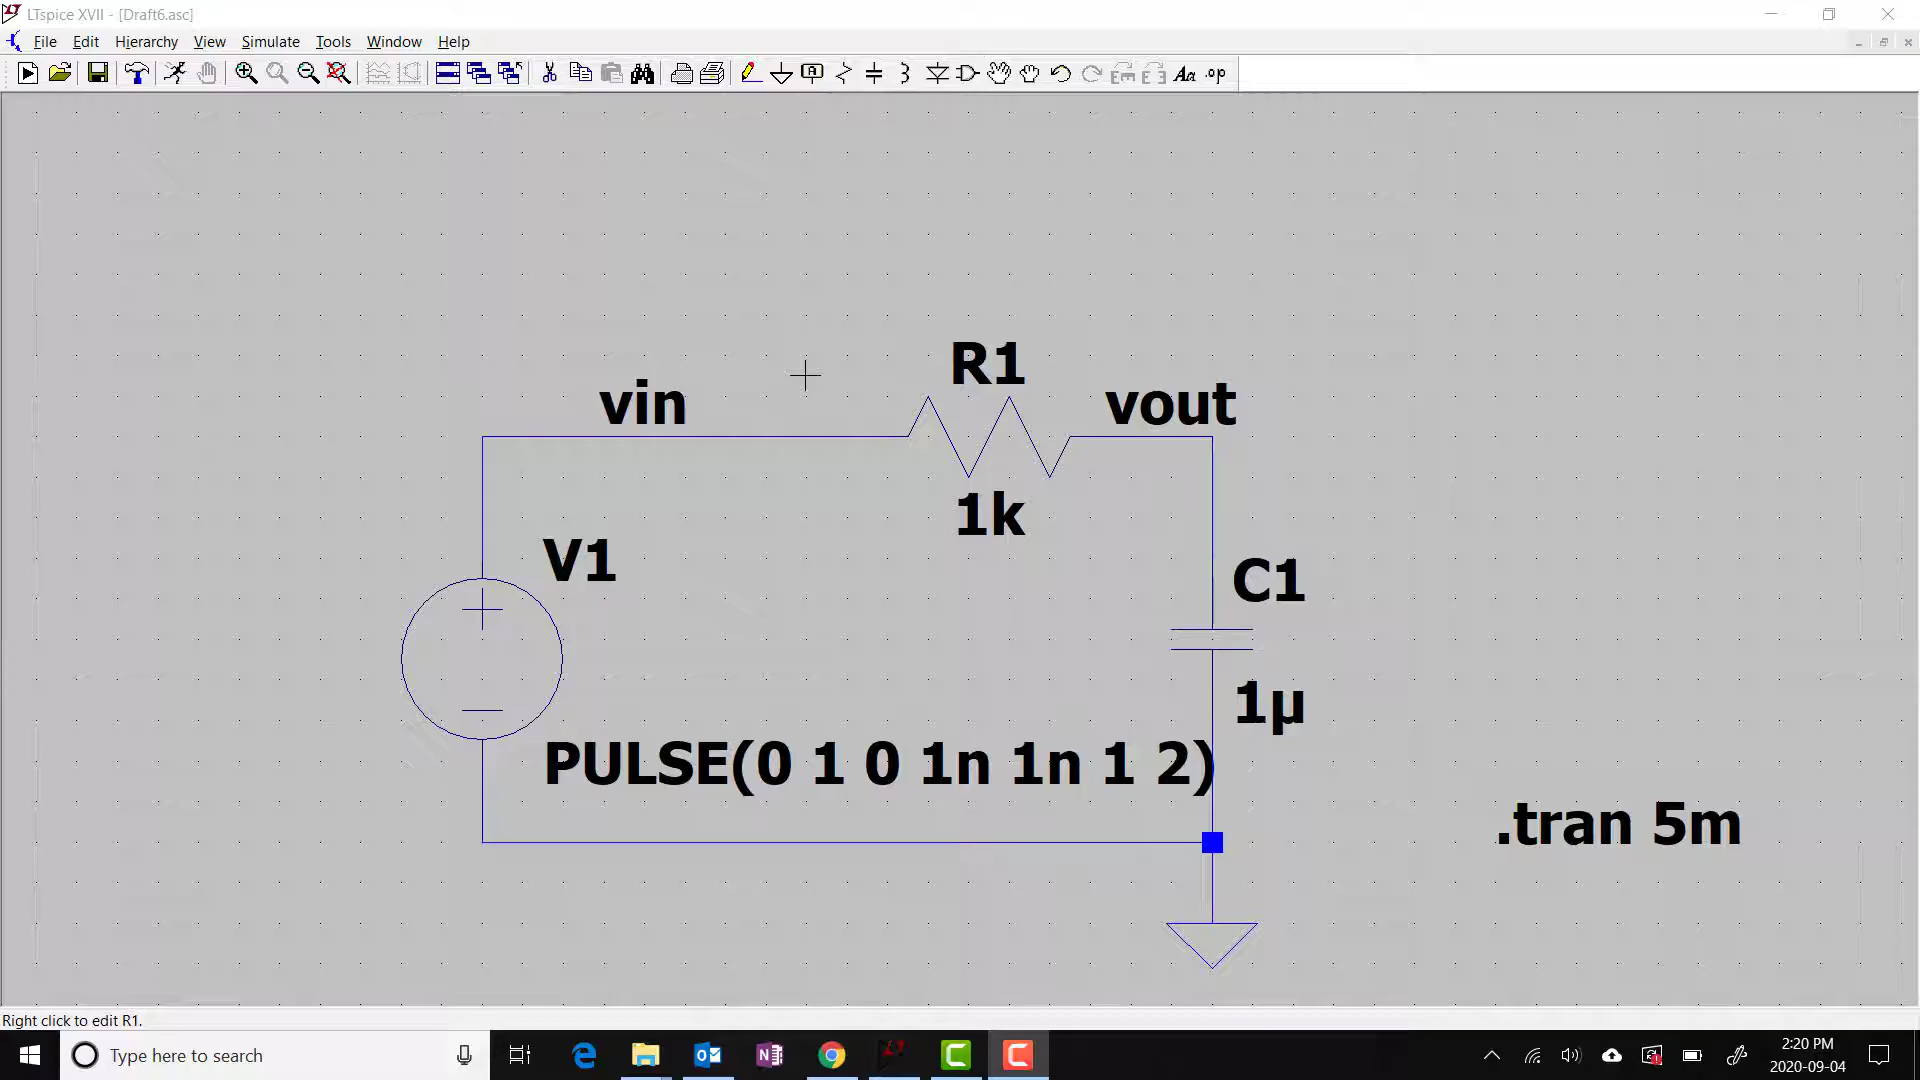 LTspice XVII - [Draft6.asc]
File Edit Hierarchy View Simulate Tools Window Help
Aa .op
R1
vin
vout
1k
V1
C1
1µ
PULSE(0 1 0 1n 1n 1 2)
.tran 5m
Right click to edit R1.
Type here to search
2:20 PM
2020-09-04